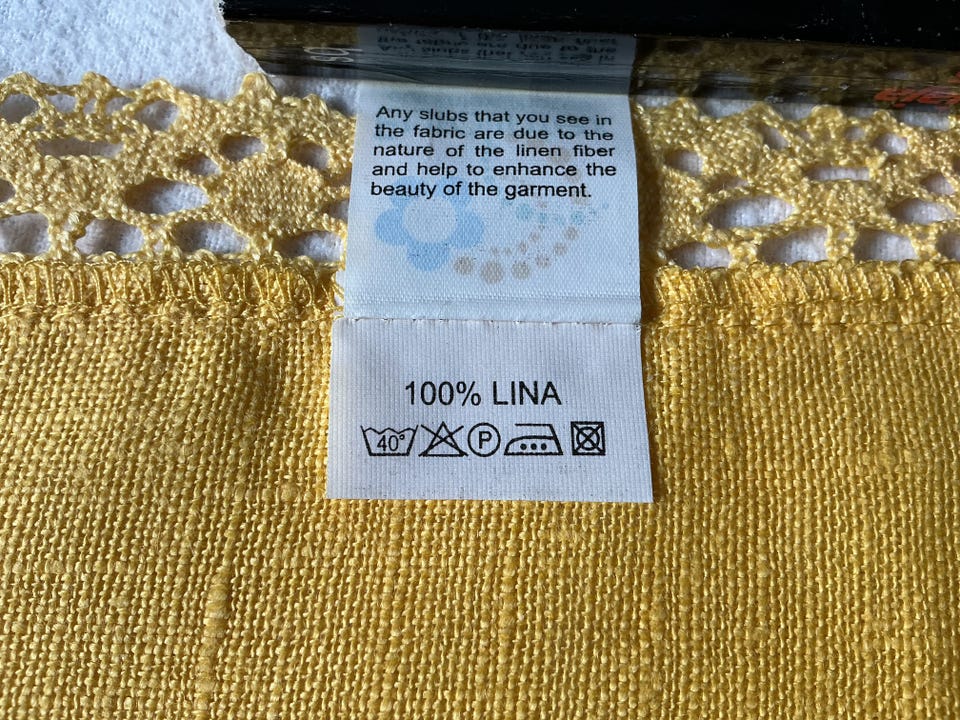 Any slubs that you see in
the fabric are due to the
nature of the linen fiber
and help to enhance the
beauty of the garment.
100% LINA
40°
P